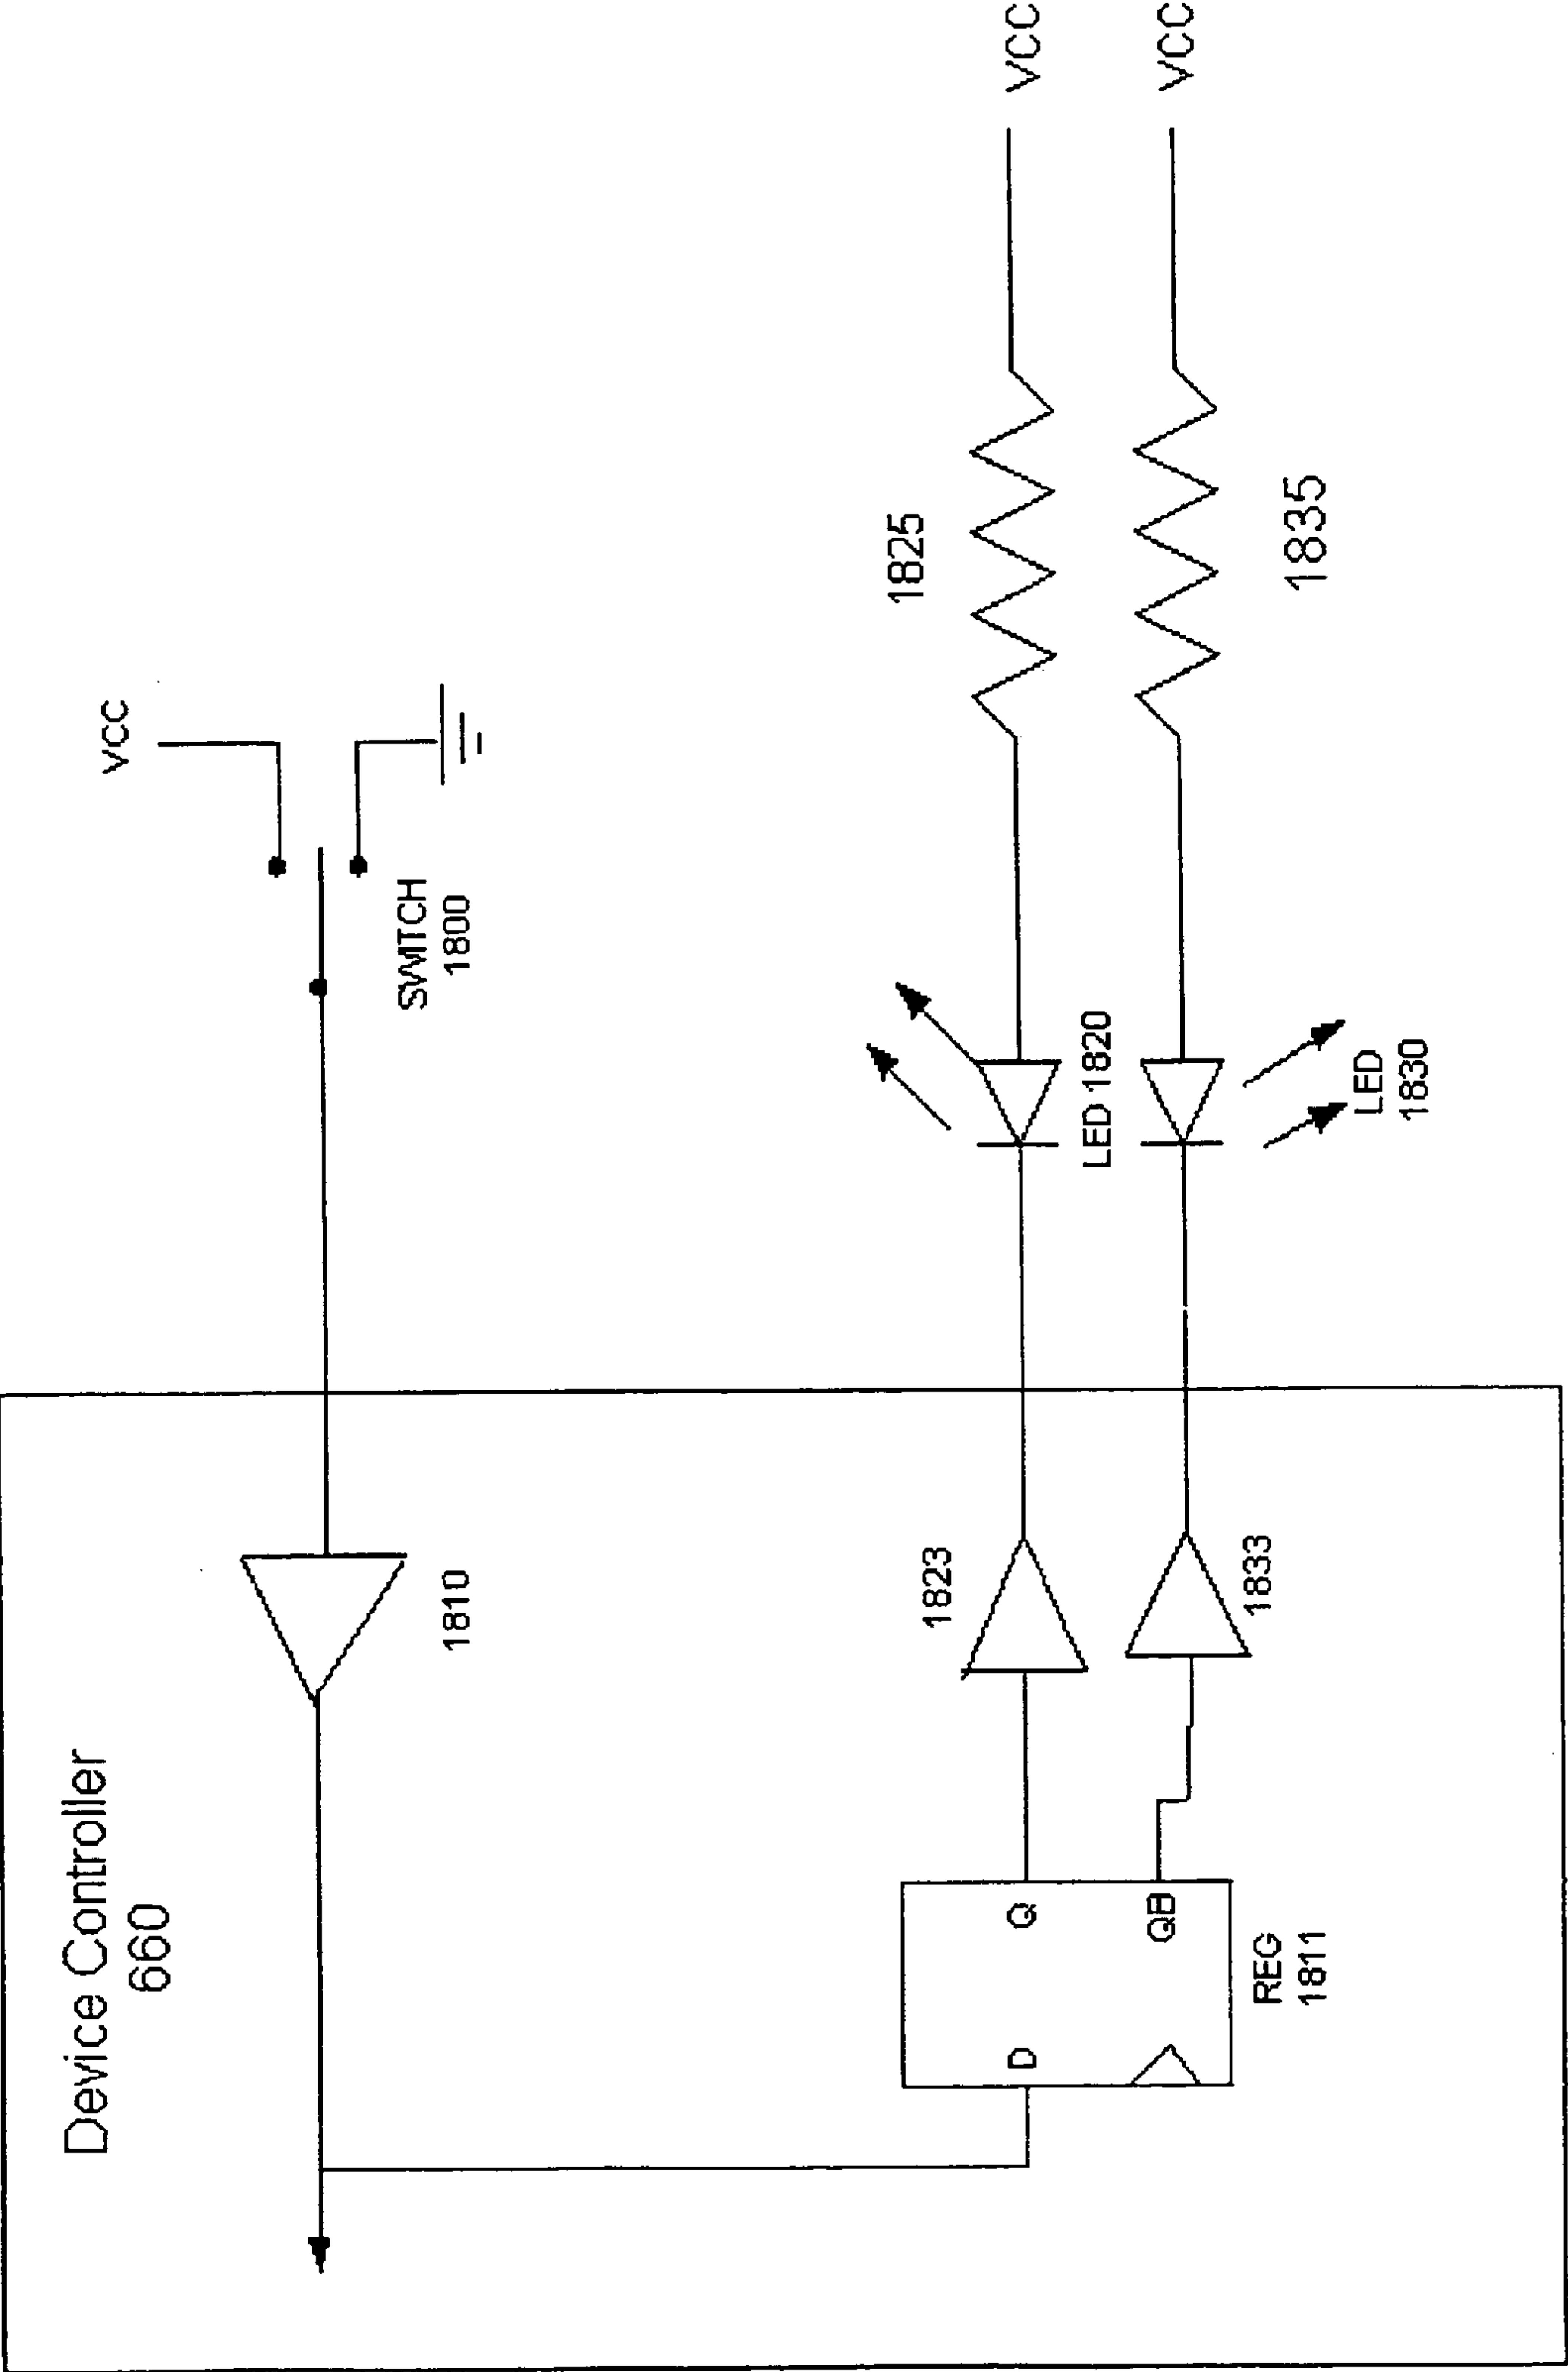 Device Controller
660
VCC
SWITCH
1800
1810
1825
VCC
1823
LED 1820
D
Q
QB
VCC
1833
1835
REG
1811
LED
1830